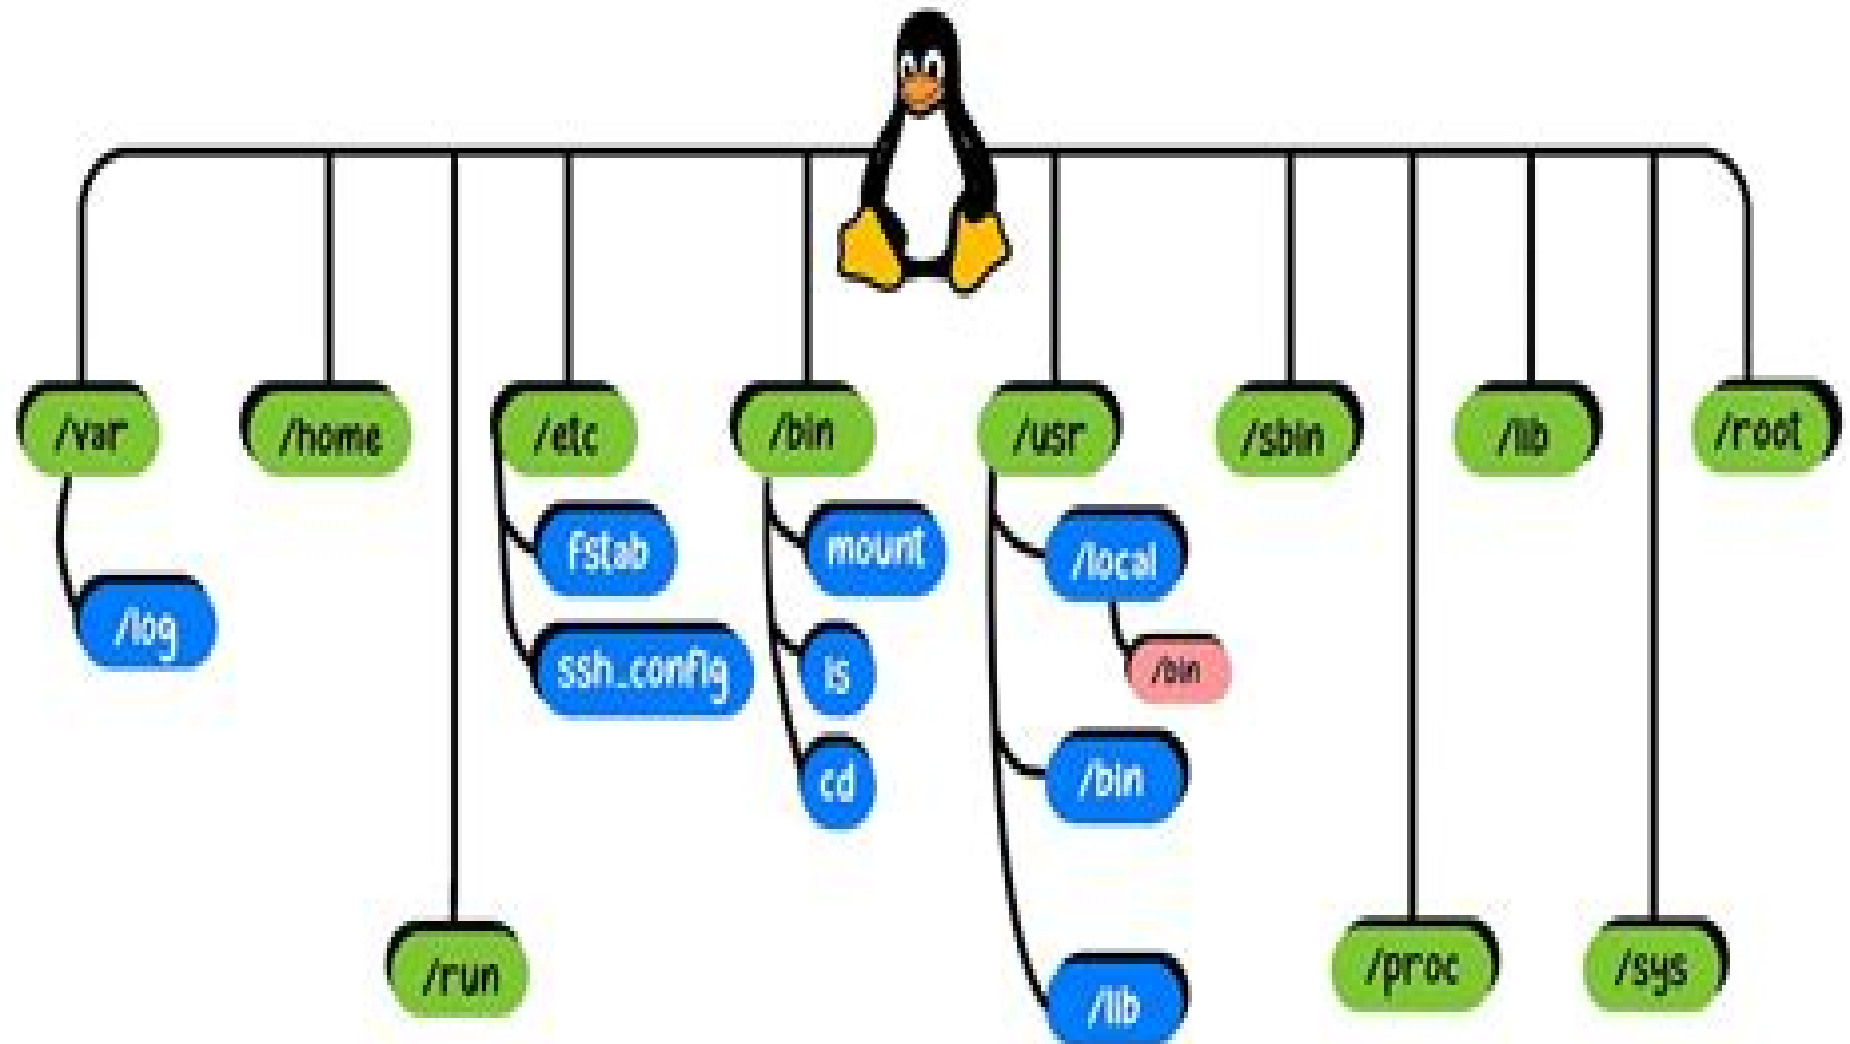 /var
/home
/etc
/bin
/usr
/sbin
/lib
/root
/log
fstab
ssh_config
mount
ls
cd
/local
/bin
/bin
/lib
/run
/proc
/sys